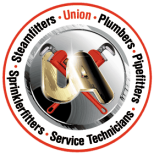 Union • Plumbers • Pipefitters • Service Technicians • Sprinklerfitters • Steamfitters •
UA